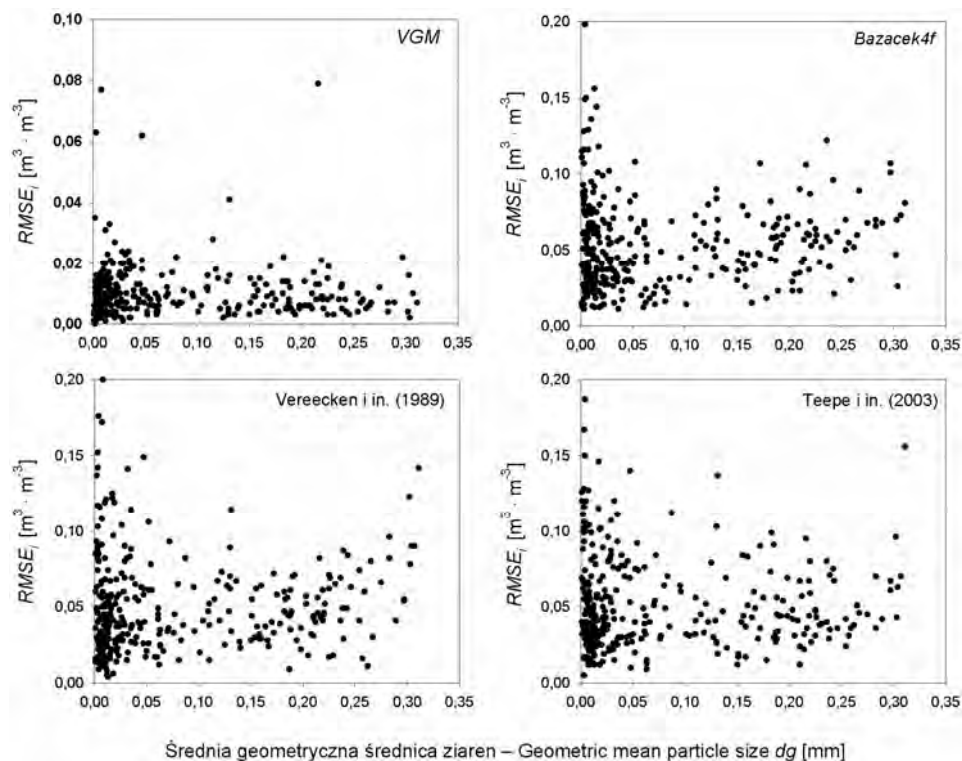 VGM
RMSEᵢ [m³ · m⁻³]
0,10
0,08
0,06
0,04
0,02
0,00
0,00 0,05 0,10 0,15 0,20 0,25 0,30 0,35
Bazacek4f
RMSEᵢ [m³ · m⁻³]
0,20
0,15
0,10
0,05
0,00
0,00 0,05 0,10 0,15 0,20 0,25 0,30 0,35
Vereecken i in. (1989)
RMSEᵢ [m³ · m⁻³]
0,20
0,15
0,10
0,05
0,00
0,00 0,05 0,10 0,15 0,20 0,25 0,30 0,35
Teepe i in. (2003)
RMSEᵢ [m³ · m⁻³]
0,20
0,15
0,10
0,05
0,00
0,00 0,05 0,10 0,15 0,20 0,25 0,30 0,35
Średnia geometryczna średnica ziaren – Geometric mean particle size dg [mm]